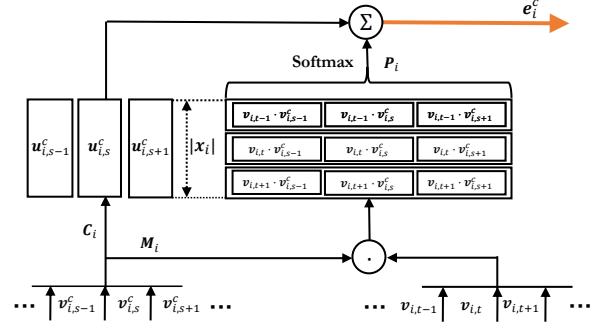 Σ
e_i^c
Softmax P_i
u_{i,s-1}^c u_{i,s}^c u_{i,s+1}^c
|x_i|
v_{i,t-1} · v_{i,s-1}^c v_{i,t-1} · v_{i,s}^c v_{i,t-1} · v_{i,s+1}^c
v_{i,t} · v_{i,s-1}^c v_{i,t} · v_{i,s}^c v_{i,t} · v_{i,s+1}^c
v_{i,t+1} · v_{i,s-1}^c v_{i,t+1} · v_{i,s}^c v_{i,t+1} · v_{i,s+1}^c
C_i
M_i
·
... v_{i,s-1}^c v_{i,s}^c v_{i,s+1}^c ...
... v_{i,t-1} v_{i,t} v_{i,t+1} ...